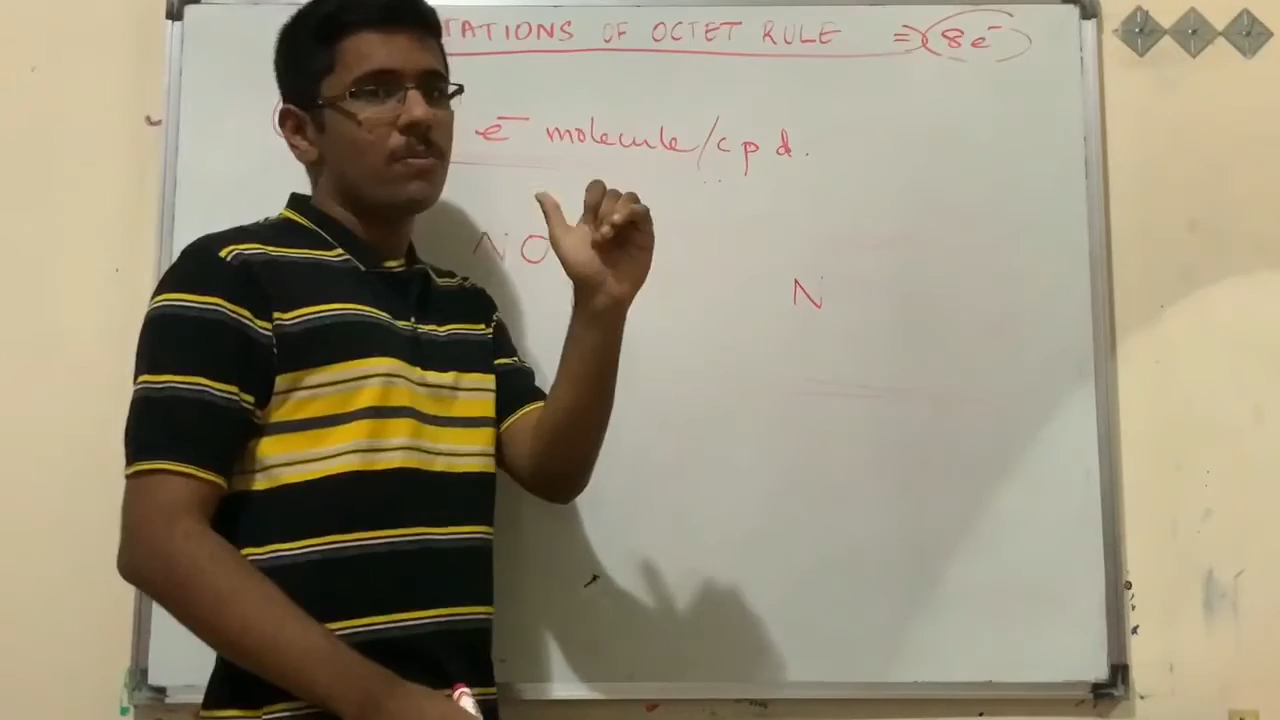 TATIONS OF OCTET RULE ⇒ 8e⁻
e⁻ molecule/cpd.
NO
N